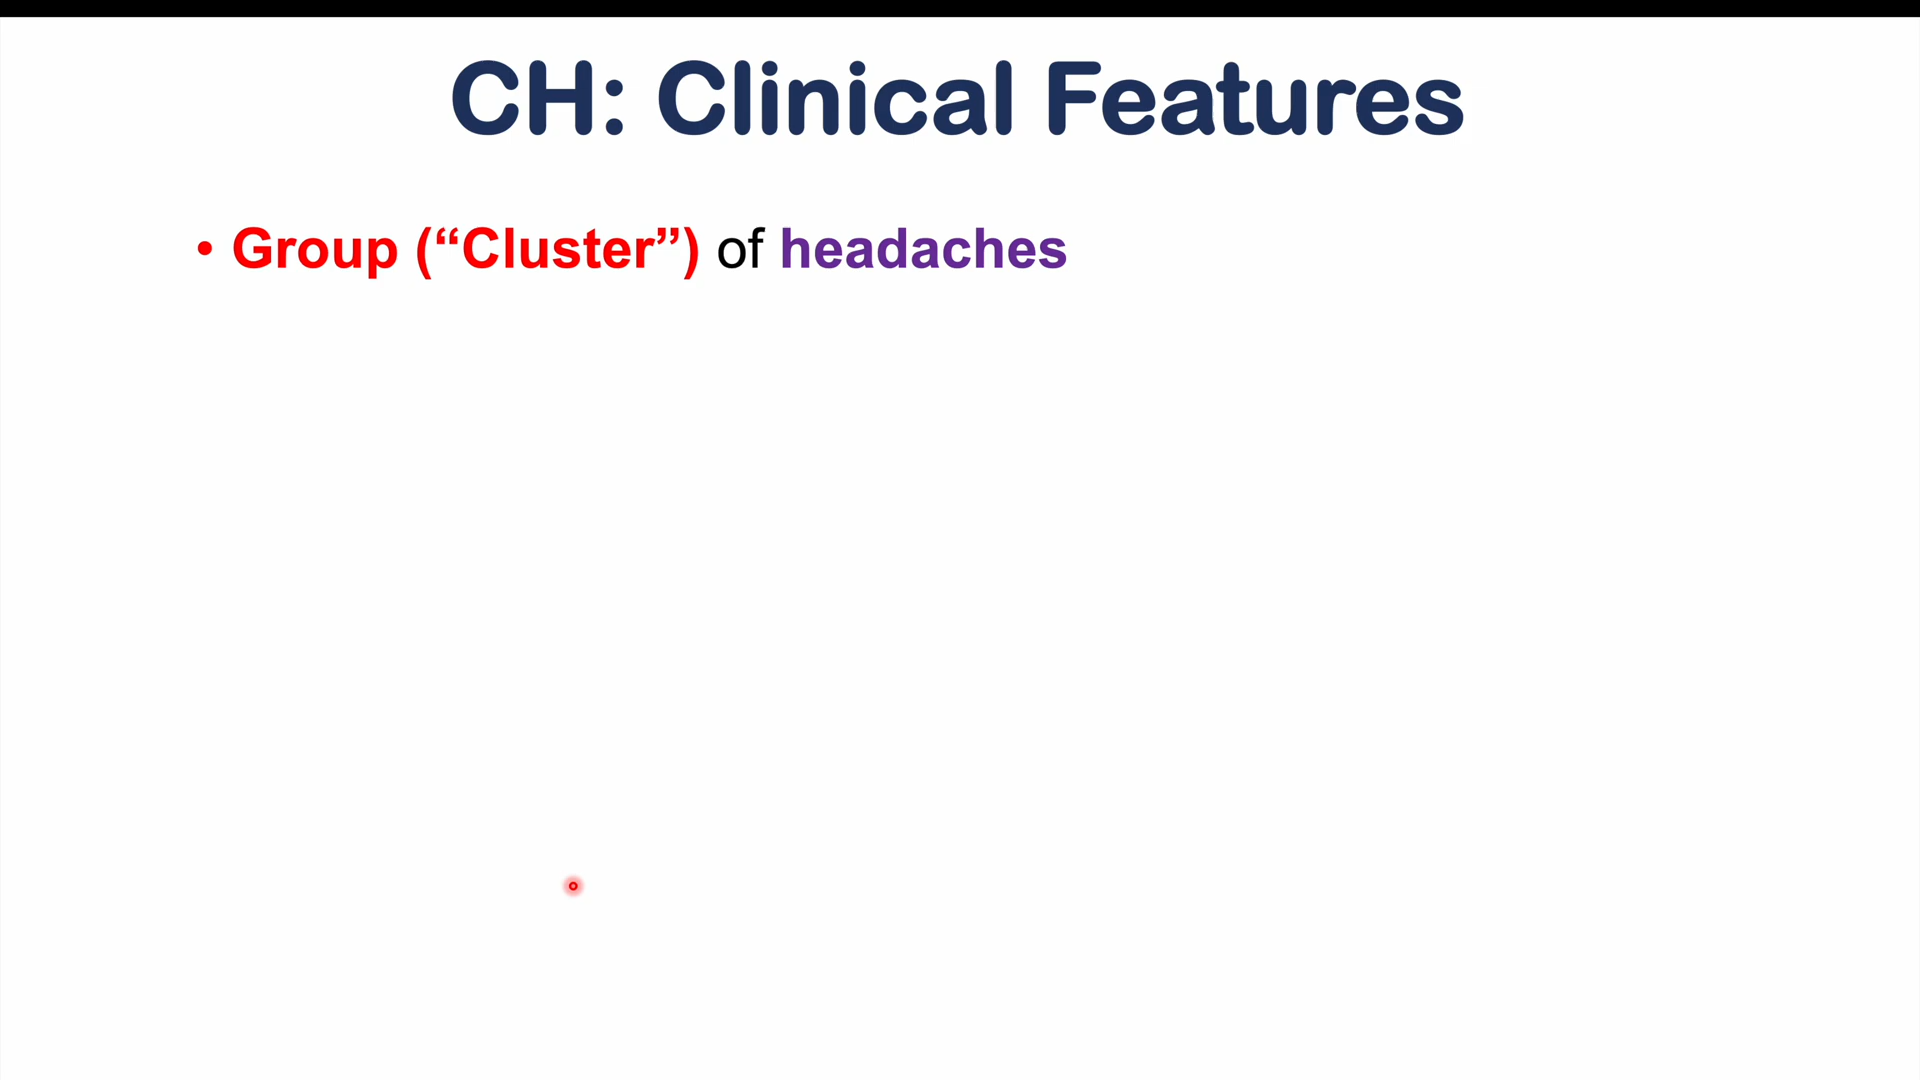 CH: Clinical Features
• Group (“Cluster”) of headaches